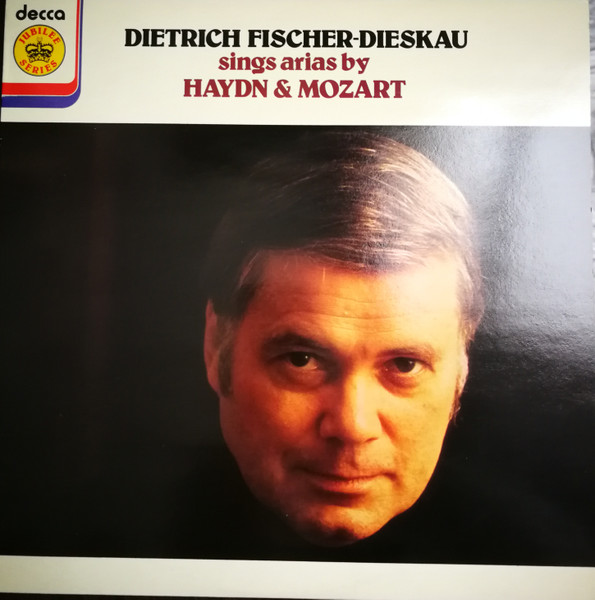 decca
JUBILEE
SERIES
DIETRICH FISCHER-DIESKAU
sings arias by
HAYDN & MOZART